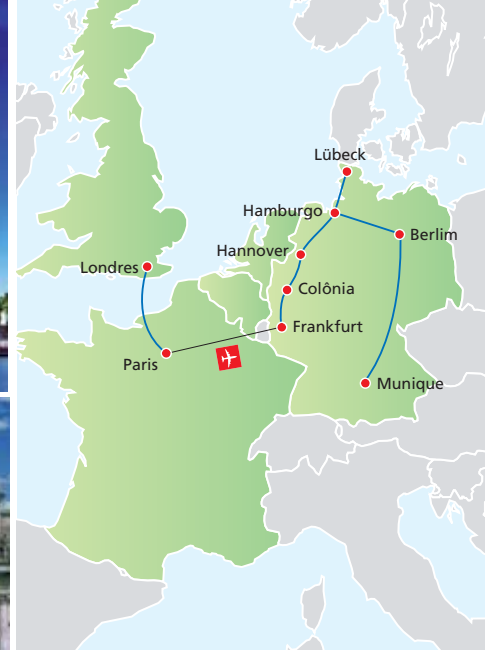 Lübeck
Hamburgo
Berlim
Hannover
Londres
Colônia
Frankfurt
Paris
Munique